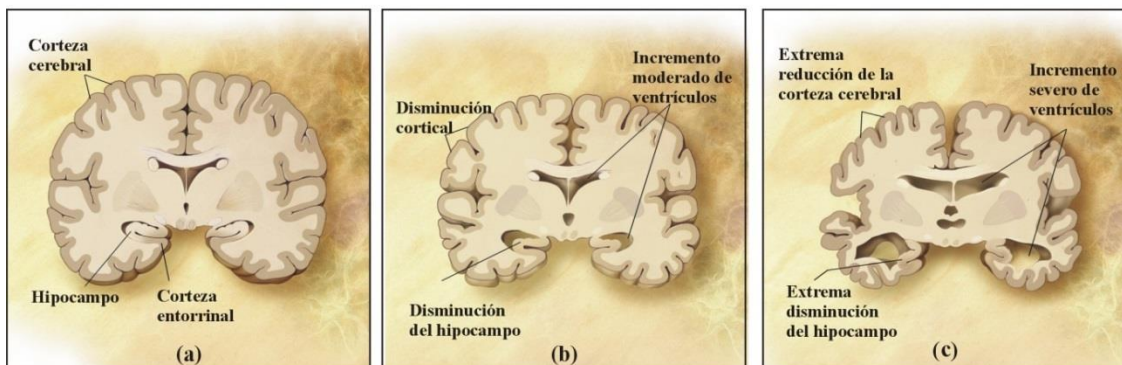 Corteza
cerebral
Hipocampo
Corteza
entorrinal
(a)
Incremento
moderado de
ventrículos
Disminución
cortical
Disminución
del hipocampo
(b)
Extrema
reducción de la
corteza cerebral
Incremento
severo de
ventrículos
Extrema
disminución
del hipocampo
(c)